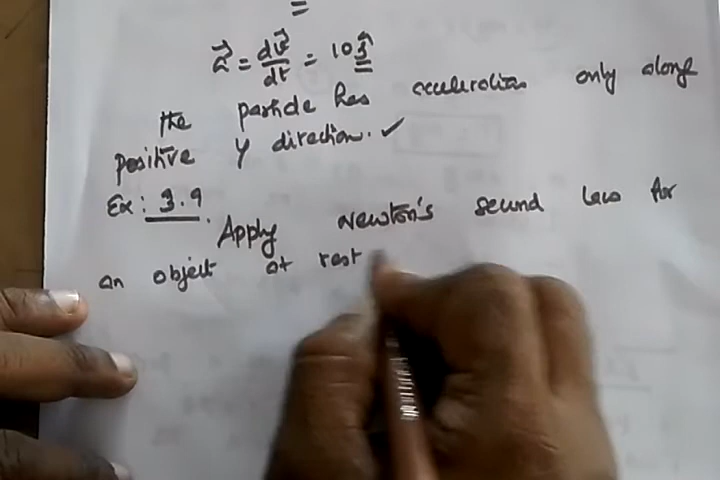 =
a⃗ = dv⃗/dt = 10 ĵ
the particle has acceleration only along
positive y direction. ✓
Ex: 3.9.
Apply Newton's second law for
an object at rest